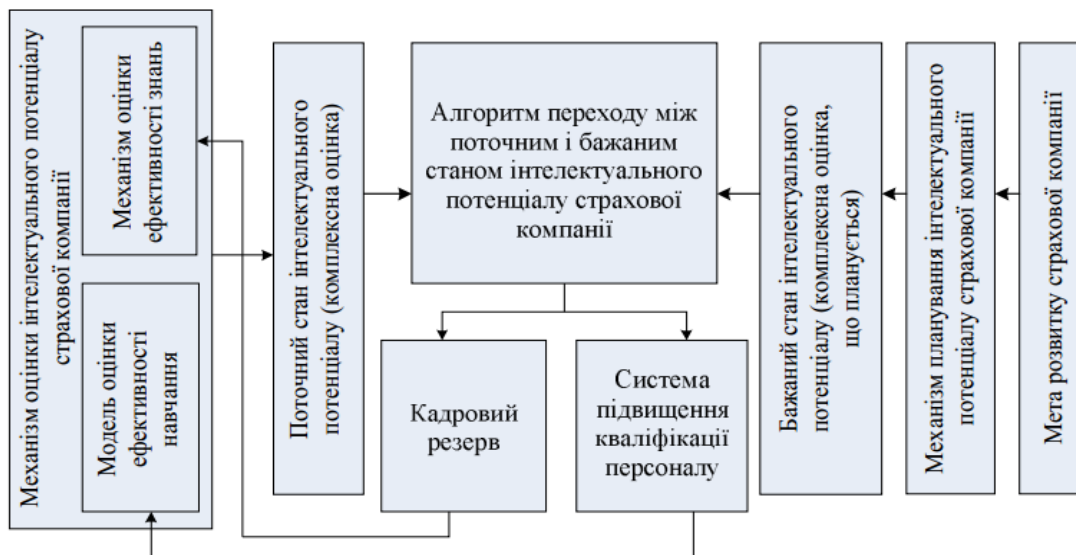 Механізм оцінки інтелектуального потенціалу
страхової компанії
Механізм оцінки
ефективності знань
Модель оцінки
ефективності
навчання
Поточний стан інтелектуального
потенціалу (комплексна оцінка)
Алгоритм переходу між
поточним і бажаним
станом інтелектуального
потенціалу страхової
компанії
Кадровий
резерв
Система
підвищення
кваліфікації
персоналу
Бажаний стан інтелектуального
потенціалу (комплексна оцінка,
що планується)
Механізм планування інтелектуального
потенціалу страхової компанії
Мета розвитку страхової компанії